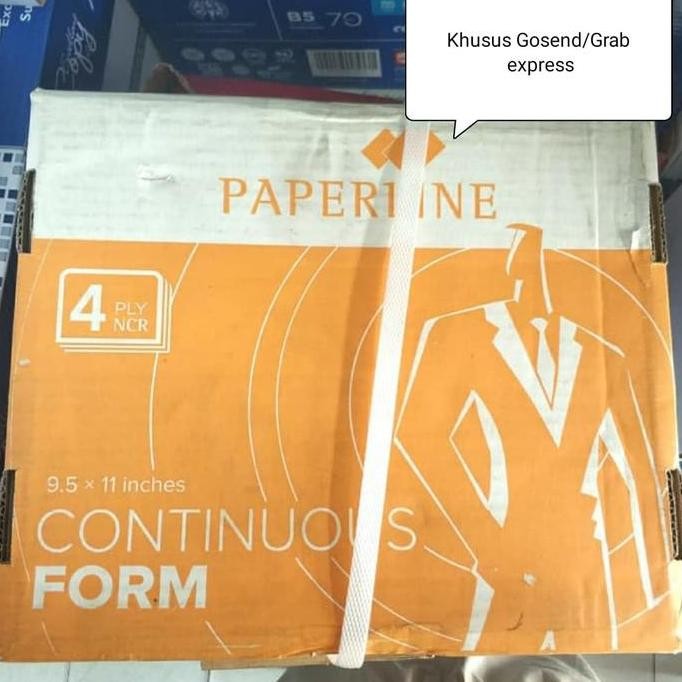 B5 70
Khusus Gosend/Grab
express
PAPERLINE
4 PLY
NCR
9.5 × 11 inches
CONTINUOUS
FORM